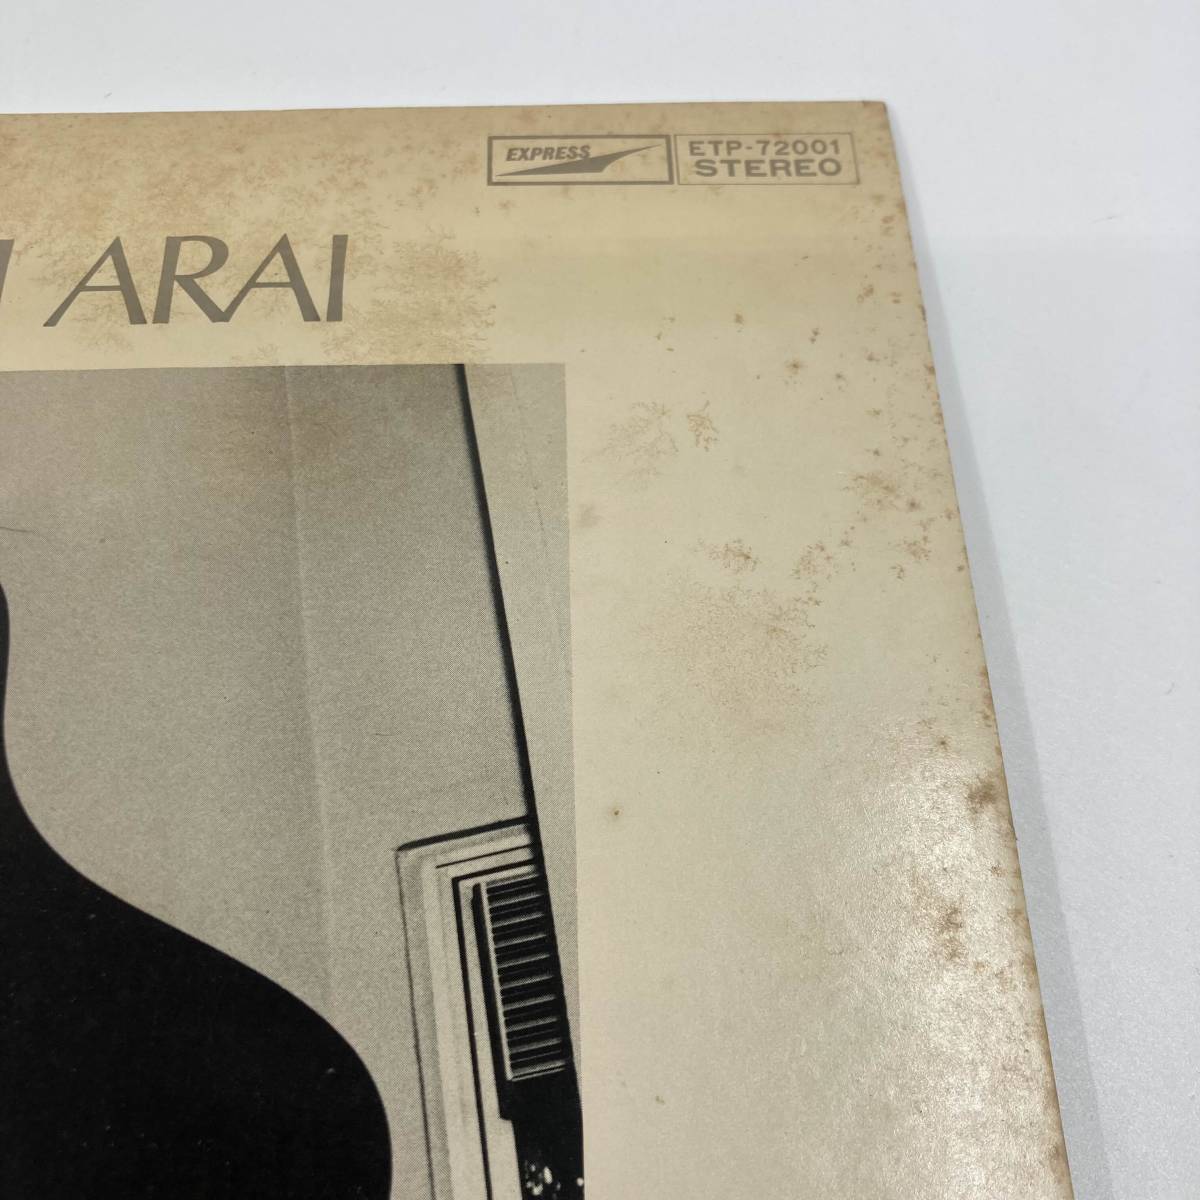 EXPRESS
ETP-72001
STEREO
I ARAI